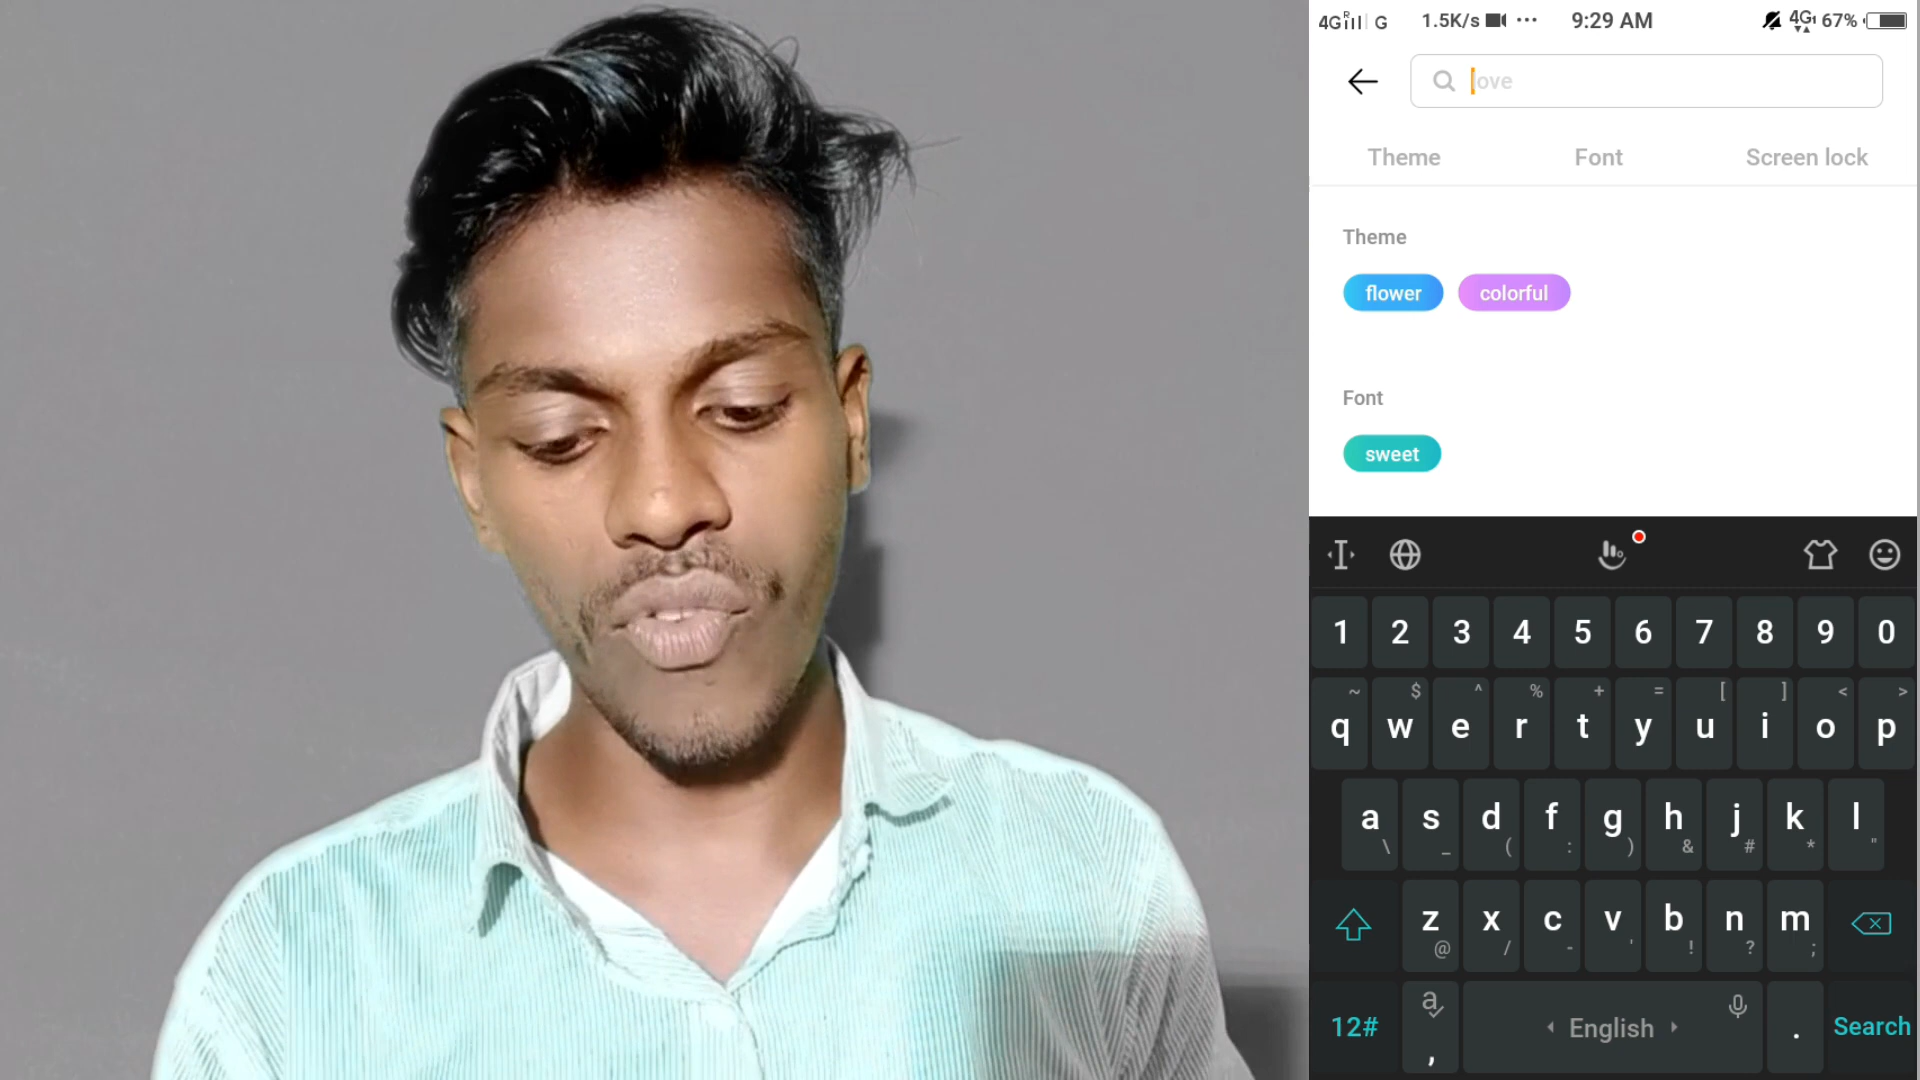 4G R G 1.5K/s ··· 9:29 AM 4G 67%
love
Theme Font Screen lock
Theme
flower colorful
Font
sweet
1 2 3 4 5 6 7 8 9 0
~ $ ^ % + = [ ] < >
q w e r t y u i o p
a s d f g h j k l
\ _ ( : ) & # * "
z x c v b n m
@ / - ' ! ? ;
a
12# , English . Search